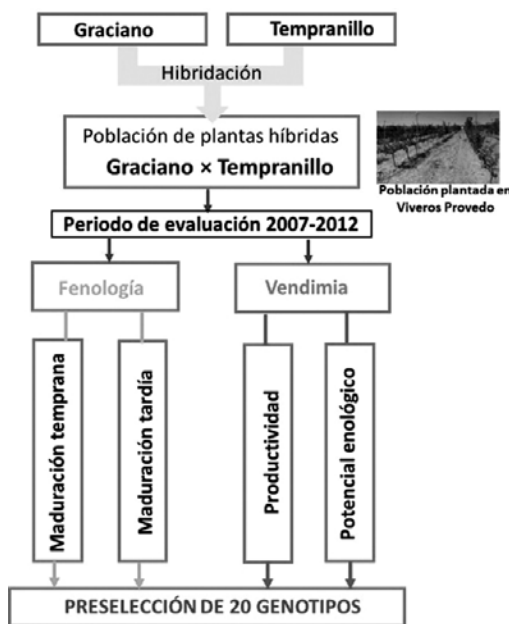 Graciano
Tempranillo
Hibridación
Población de plantas híbridas
Graciano × Tempranillo
Población plantada en
Viveros Provedo
Periodo de evaluación 2007-2012
Fenología
Vendimia
Maduración temprana
Maduración tardía
Productividad
Potencial enológico
PRESELECCIÓN DE 20 GENOTIPOS